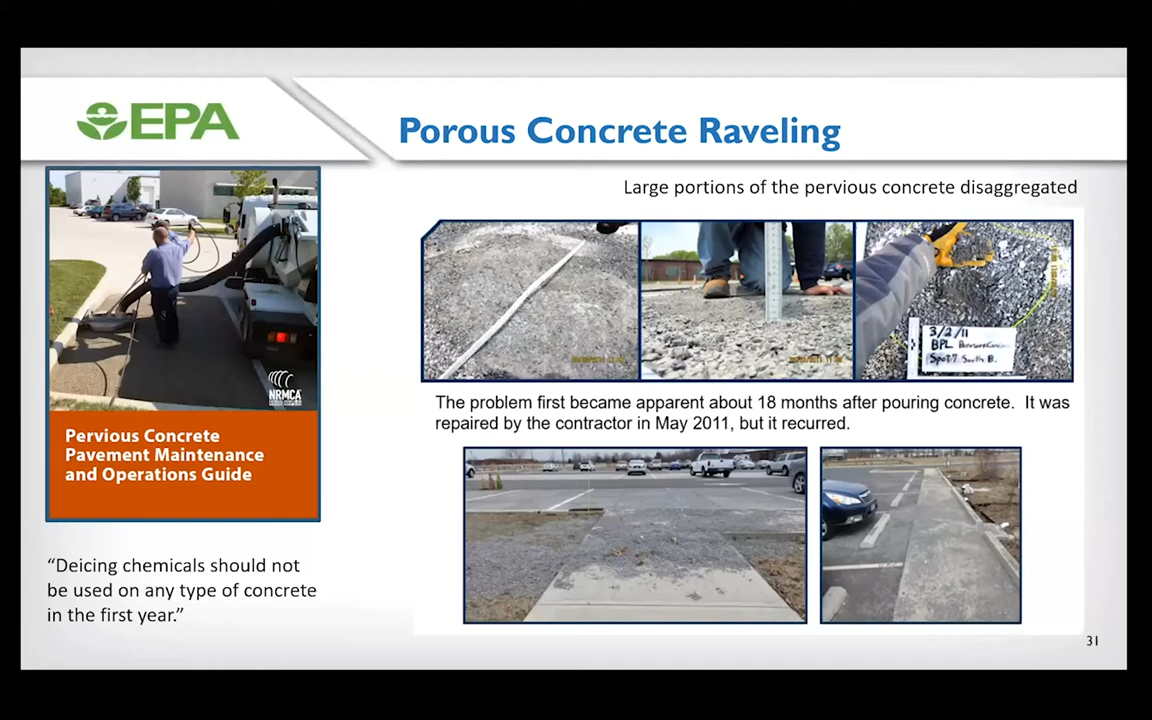 EPA
Porous Concrete Raveling
Large portions of the pervious concrete disaggregated
NRMCA
3/2/11
BPL
Spot 7 South B.
Pervious Concrete
Pavement Maintenance
and Operations Guide
The problem first became apparent about 18 months after pouring concrete. It was
repaired by the contractor in May 2011, but it recurred.
“Deicing chemicals should not
be used on any type of concrete
in the first year.”
31